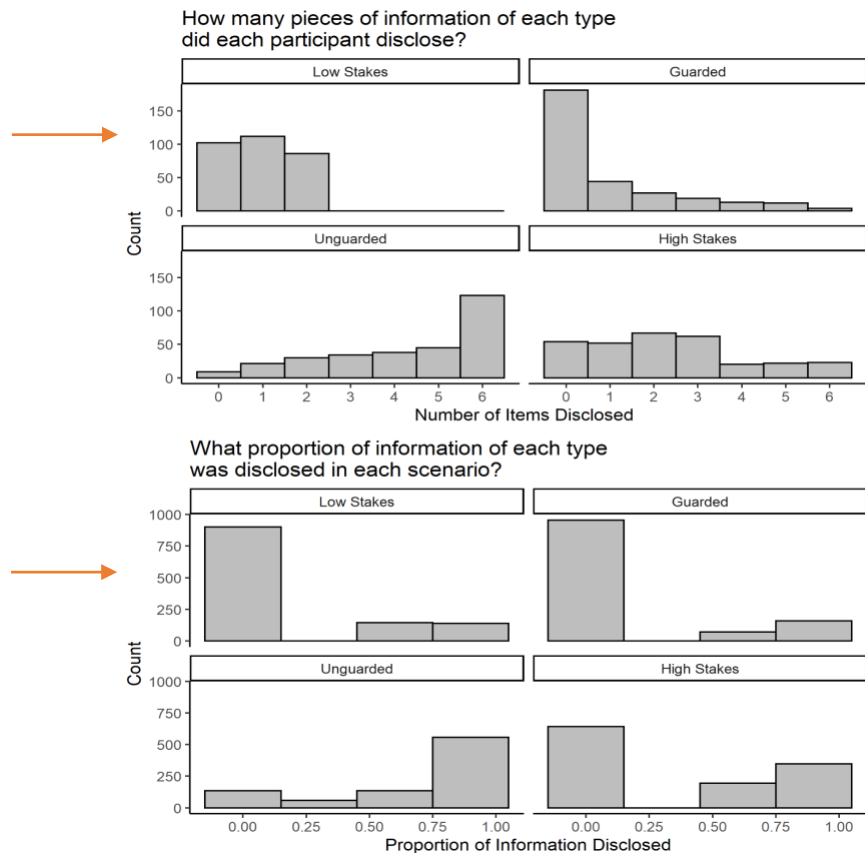 How many pieces of information of each type
did each participant disclose?
Low Stakes
Guarded
150
100
50
0
Count
Unguarded
High Stakes
150
100
50
0
0 1 2 3 4 5 6
0 1 2 3 4 5 6
Number of Items Disclosed
What proportion of information of each type
was disclosed in each scenario?
Low Stakes
Guarded
1000
750
500
250
0
Count
Unguarded
High Stakes
1000
750
500
250
0
0.00 0.25 0.50 0.75 1.00
0.00 0.25 0.50 0.75 1.00
Proportion of Information Disclosed